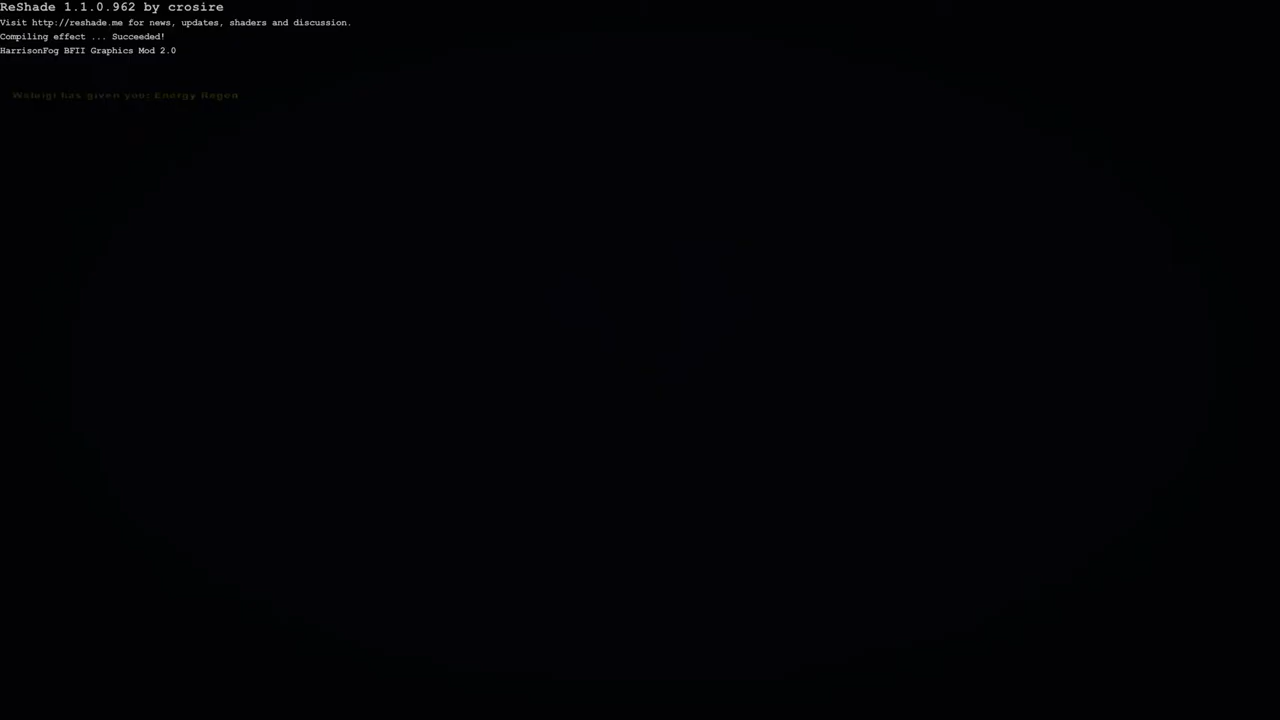 ReShade 1.1.0.962 by crosire
Visit http://reshade.me for news, updates, shaders and discussion.
Compiling effect ... Succeeded!
HarrisonFog BFII Graphics Mod 2.0
Waluigi has given you: Energy Regen